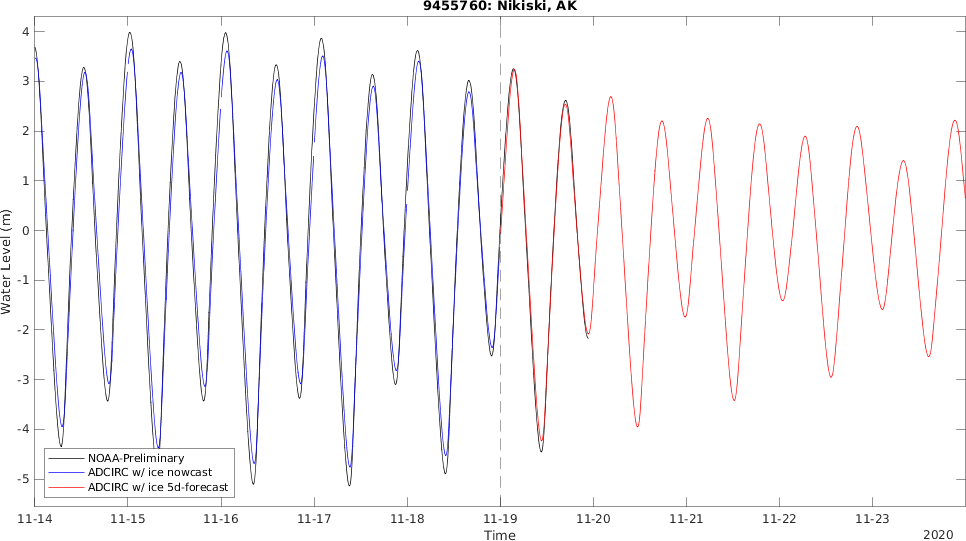 9455760: Nikiski, AK
4
3
2
1
0
-1
-2
-3
-4
-5
Water Level (m)
NOAA-Preliminary
ADCIRC w/ ice nowcast
ADCIRC w/ ice 5d-forecast
11-14 11-15 11-16 11-17 11-18 11-19 11-20 11-21 11-22 11-23
Time
2020